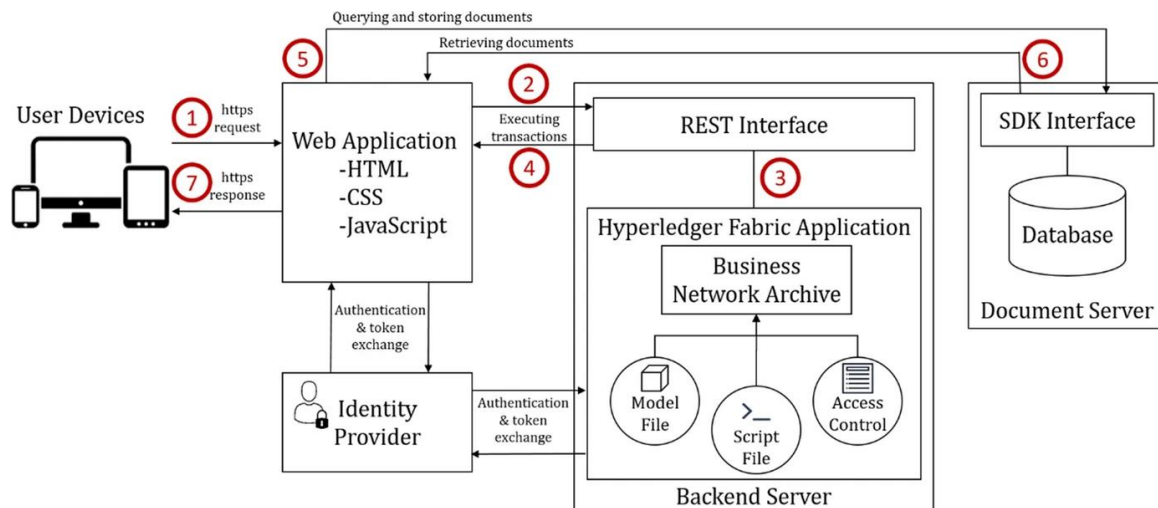 Querying and storing documents
Retrieving documents
5
6
User Devices
1
https
request
7
https
response
Web Application
-HTML
-CSS
-JavaScript
2
Executing
transactions
4
REST Interface
3
Hyperledger Fabric Application
Business
Network Archive
Model
File
Script
File
Access
Control
Backend Server
SDK Interface
Database
Document Server
Authentication
& token
exchange
Identity
Provider
Authentication
& token
exchange